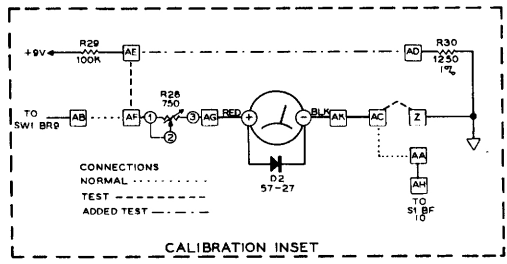 R29
+9V
100K
AE
AD
R30
1250
1%
R28
750
TO
SW1 BR9
AB
AF
1
2
3
AG
RED
+
-
BLK
AK
AC
Z
D2
57-27
AA
AH
TO
S1 BF
10
CONNECTIONS
NORMAL
TEST
ADDED TEST
CALIBRATION INSET